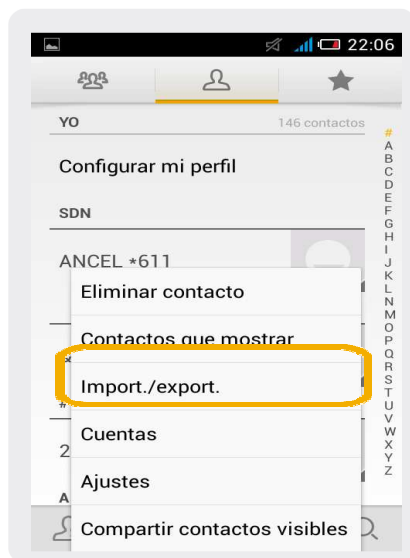 22:06
YO 146 contactos
Configurar mi perfil
SDN
ANCEL *611
Eliminar contacto
Contactos que mostrar
Import./export.
#
Cuentas
2
Ajustes
A
Compartir contactos visibles
#
A
B
C
D
E
F
G
H
I
J
K
L
N
M
O
P
Q
R
S
T
U
V
W
X
Y
Z